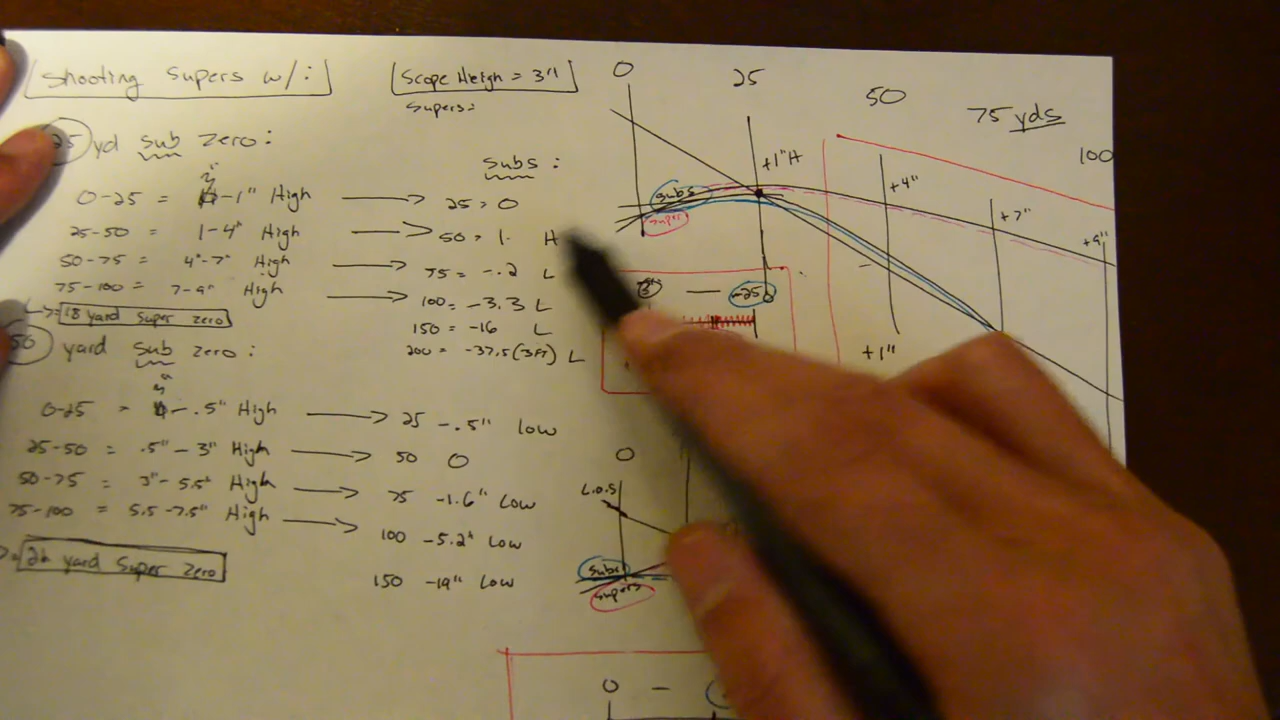 Shooting Supers w/:
25 yd sub zero:
0-25 = -1" High
25-50 = 1-4" High
50-75 = 4"-7" High
75-100 = 7-9" High
18 yard super zero
50 yard sub zero:
0-25 = -.5" High
25-50 = .5"-3" High
50-75 = 3"-5.5" High
75-100 = 5.5-7.5" High
yard super zero
Scope Heigh = 3"
Supers:
Subs:
25 = 0
50 = 1. H
75 = -.2 L
100 = -3.3 L
150 = -16 L
200 = -37.5 (3FT) L
25 -.5" Low
50 0
75 -1.6" Low
100 -5.2" Low
150 -19" Low
0 25 50 75 yds 100
+1"H
+4"
+7"
+9"
subs
super
3" - 25
+1"
0
L.O.S
subs
supers
0 -